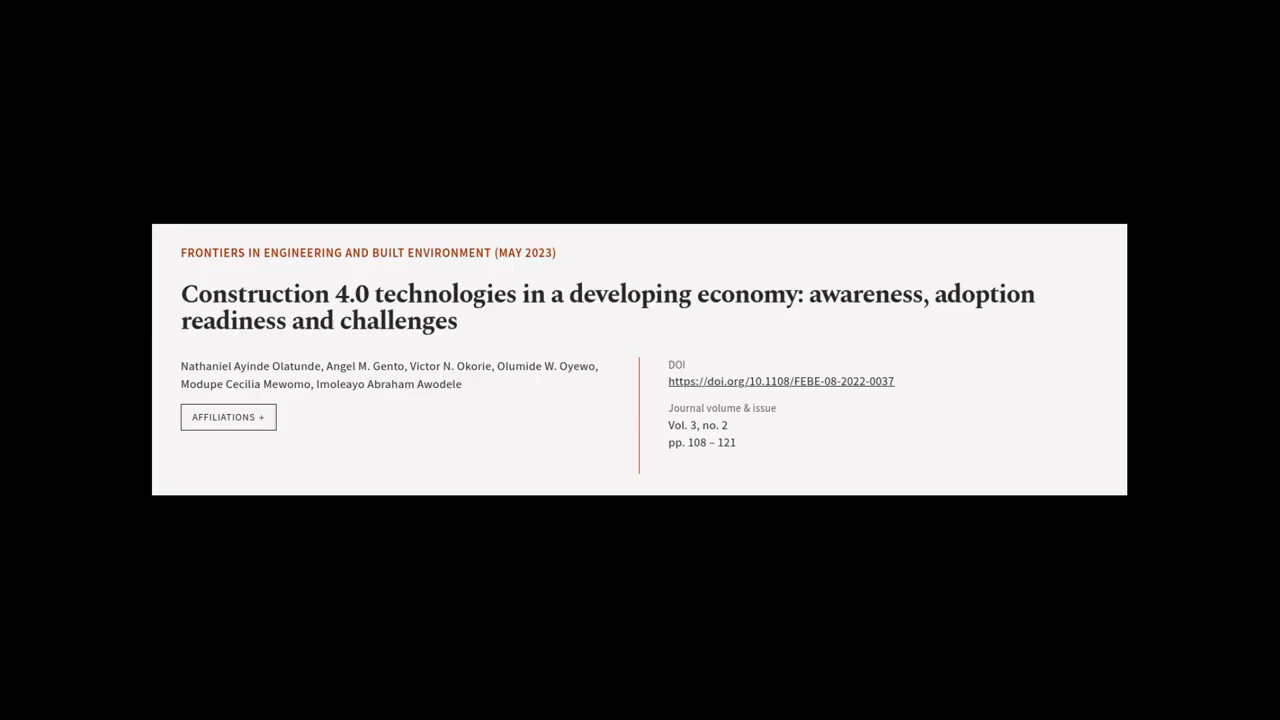 FRONTIERS IN ENGINEERING AND BUILT ENVIRONMENT (MAY 2023)
Construction 4.0 technologies in a developing economy: awareness, adoption
readiness and challenges
Nathaniel Ayinde Olatunde, Angel M. Gento, Victor N. Okorie, Olumide W. Oyewo,
Modupe Cecilia Mewomo, Imoleayo Abraham Awodele
AFFILIATIONS +
DOI
https://doi.org/10.1108/FEBE-08-2022-0037
Journal volume & issue
Vol. 3, no. 2
pp. 108 – 121